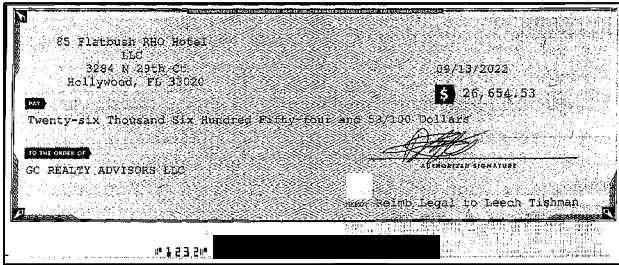 85 Flatbush RHO Hotel
LLC
3284 N 29th Ct.
Hollywood, FL 33020
09/13/2022
$ 26,654.53
PAY
Twenty-six Thousand Six Hundred Fifty-four and 53/100 Dollars
TO THE ORDER OF
GC REALTY ADVISORS LLC
AUTHORIZED SIGNATURE
MEMO Reimb Legal to Leech Tishman
⑈1232⑈